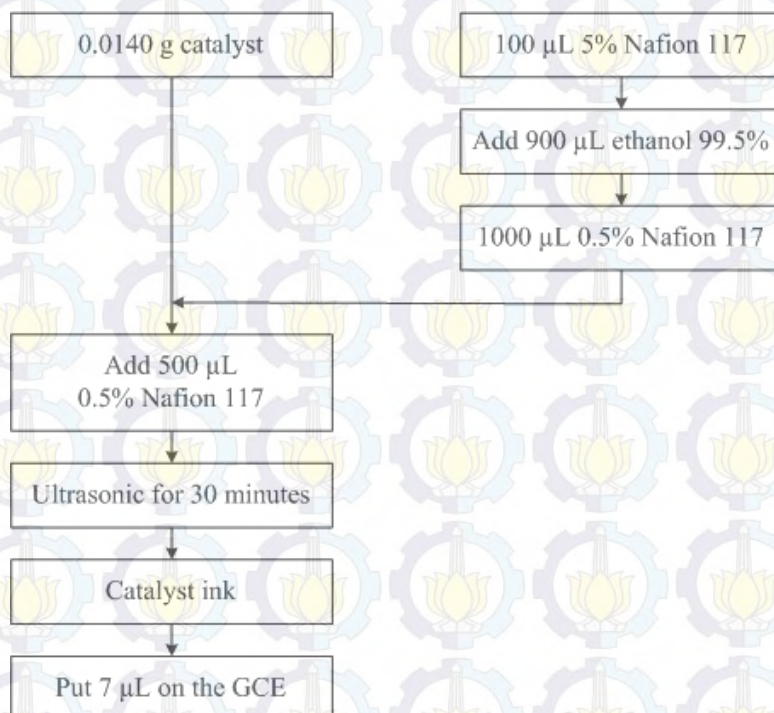 0.0140 g catalyst
100 µL 5% Nafion 117
Add 900 µL ethanol 99.5%
1000 µL 0.5% Nafion 117
Add 500 µL
0.5% Nafion 117
Ultrasonic for 30 minutes
Catalyst ink
Put 7 µL on the GCE